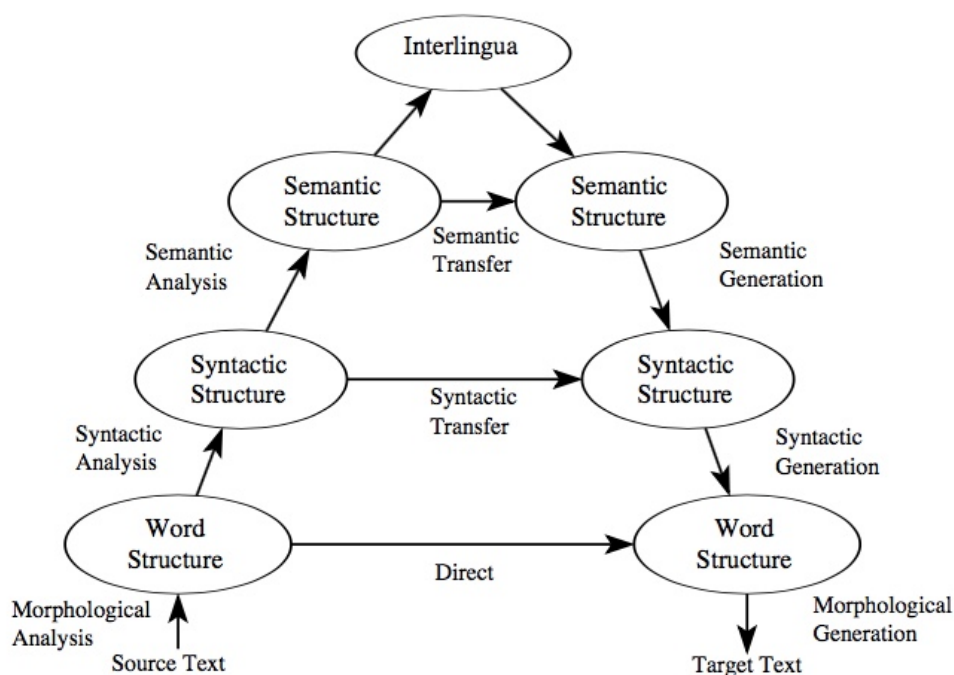 Interlingua
Semantic
Structure
Semantic
Structure
Semantic
Transfer
Semantic
Analysis
Semantic
Generation
Syntactic
Structure
Syntactic
Structure
Syntactic
Transfer
Syntactic
Analysis
Syntactic
Generation
Word
Structure
Word
Structure
Direct
Morphological
Analysis
Morphological
Generation
Source Text
Target Text